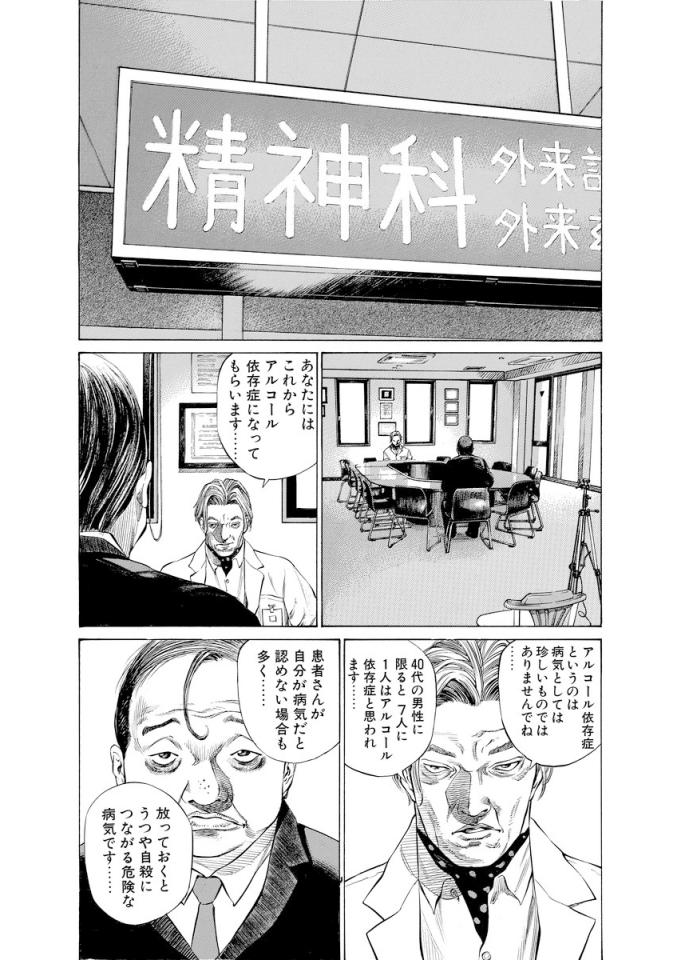 精神科
外来
外来
あなたには
これから
アルコール
依存症になって
もらいます……
アルコール依存症
というのは
病気としては
珍しいものでは
ありませんでね
……
40代の男性に
限ると 7人に
1人はアルコール
依存症と思われ
ます……
患者さんが
自分が病気だと
認めない場合も
多く……
放っておくと
うつや自殺に
つながる危険な
病気です……